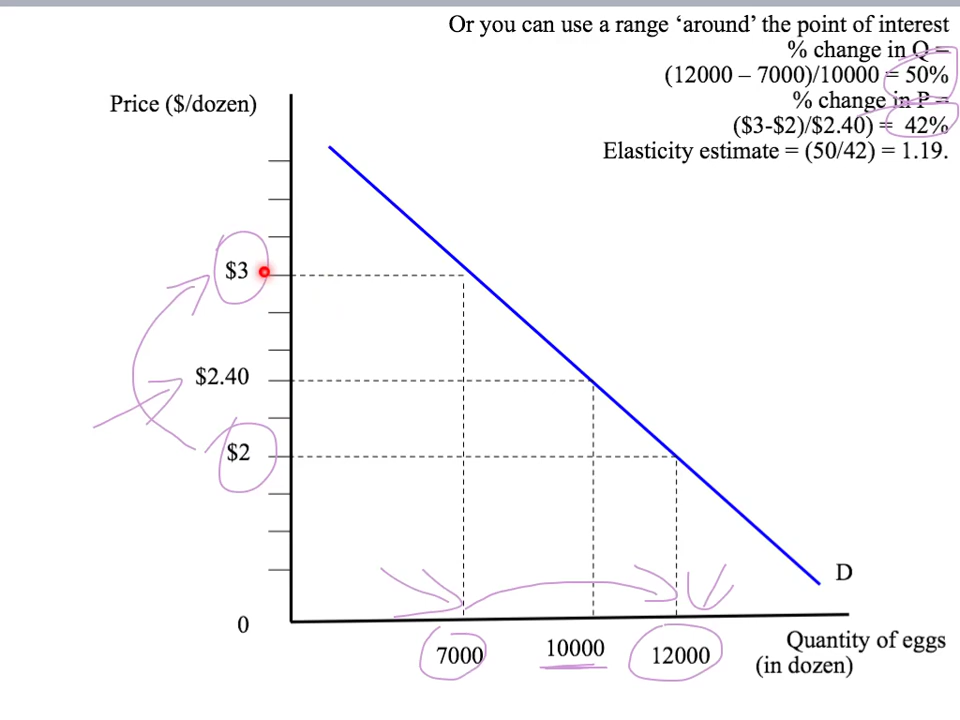 Or you can use a range ‘around’ the point of interest
% change in Q =
(12000 – 7000)/10000 = 50%
% change in P =
($3-$2)/$2.40) = 42%
Elasticity estimate = (50/42) = 1.19.
Price ($/dozen)
$3
$2.40
$2
D
0
7000
10000
12000
Quantity of eggs
(in dozen)